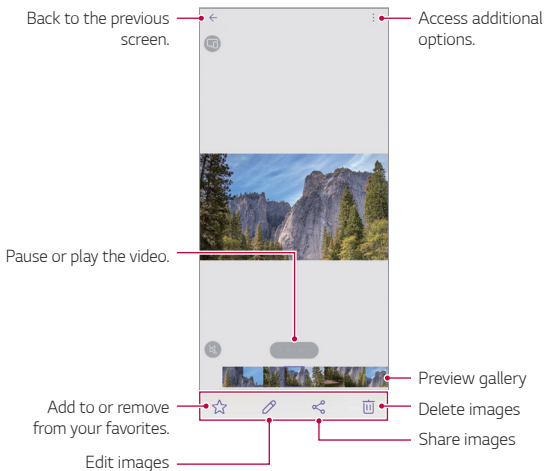 Back to the previous
screen.
Access additional
options.
Pause or play the video.
Preview gallery
Add to or remove
from your favorites.
Delete images
Share images
Edit images